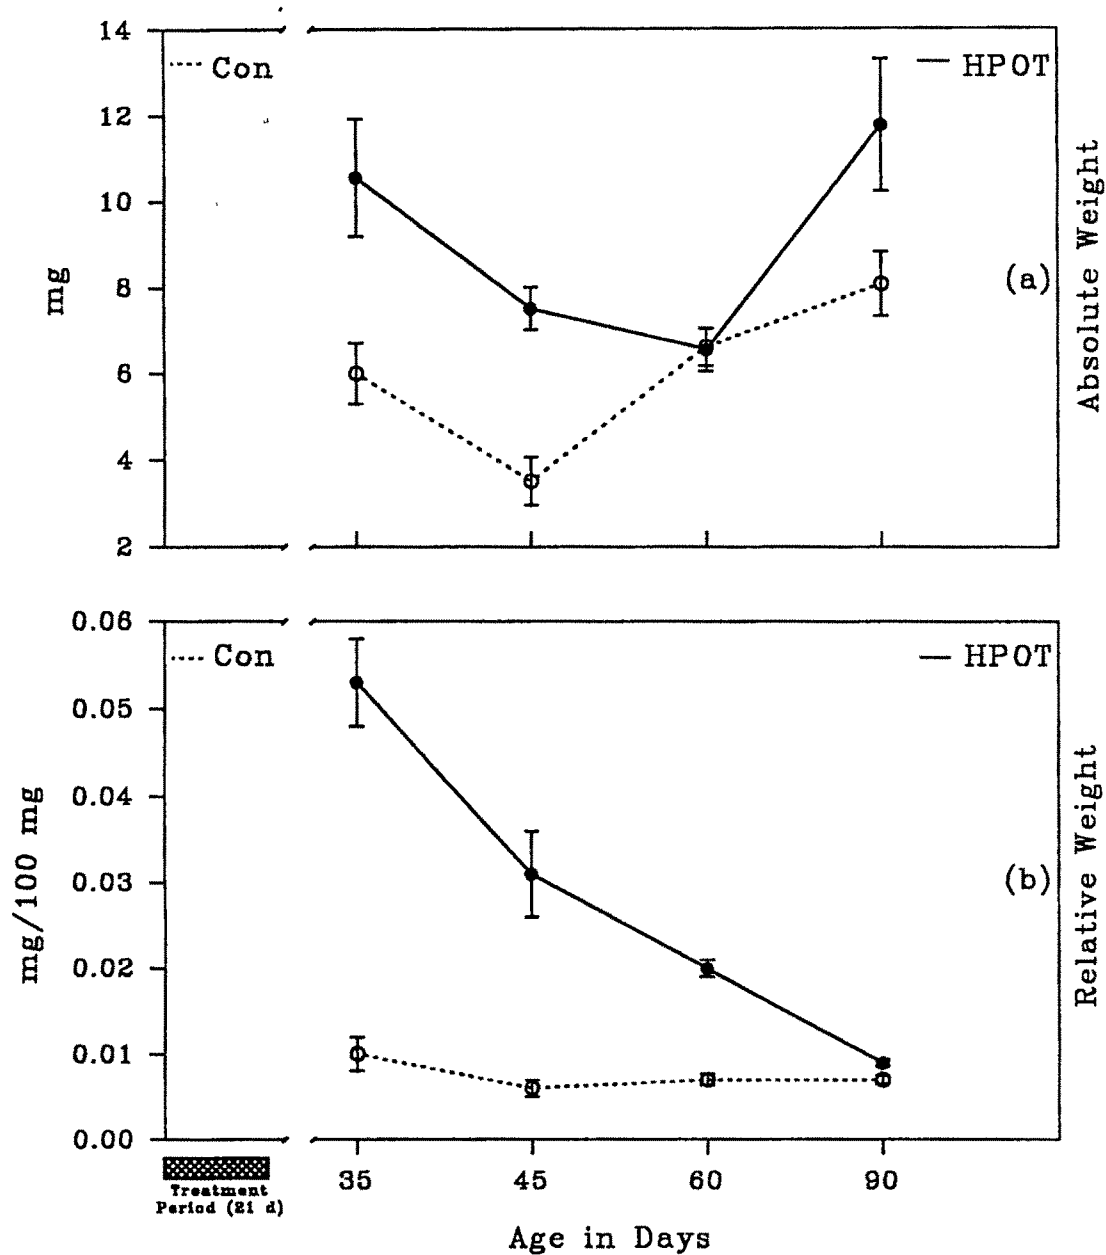 14
Con
HPOT
12
10
8
6
4
2
mg
(a)
Absolute Weight
0.06
Con
HPOT
0.05
0.04
0.03
0.02
0.01
0.00
mg/100 mg
(b)
Relative Weight
35
45
60
90
Treatment
Period (21 d)
Age in Days